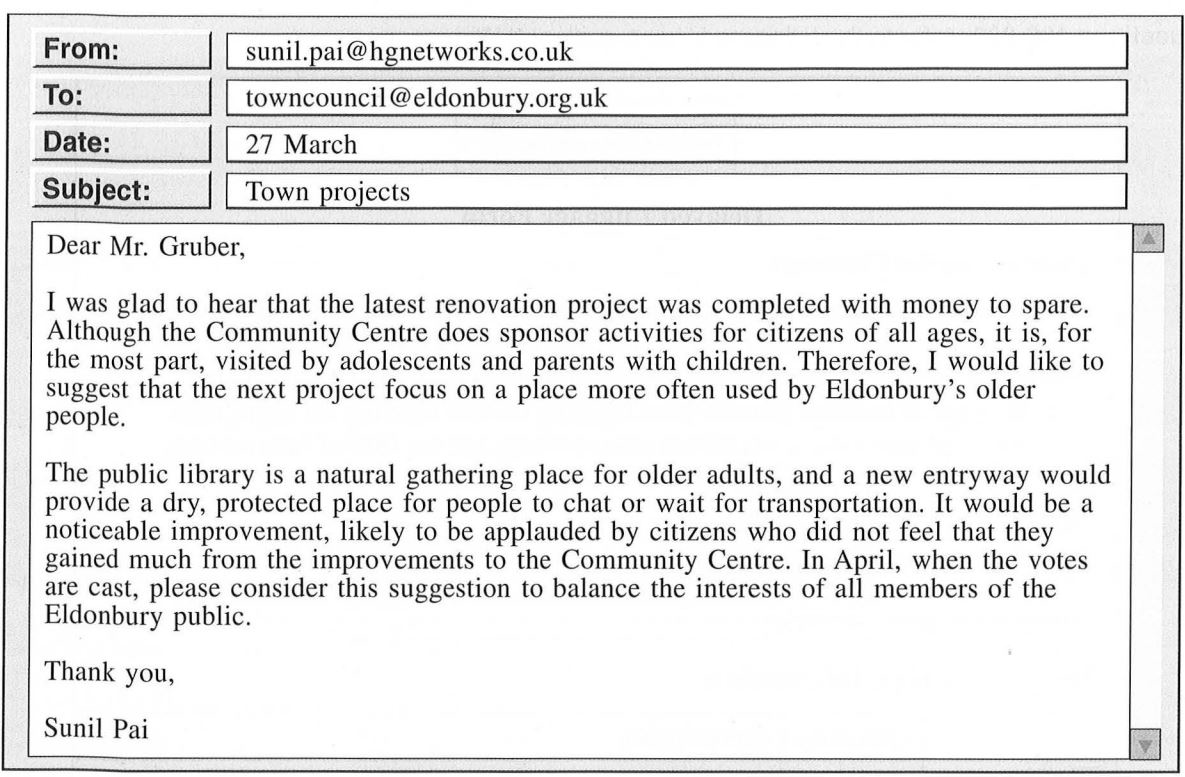 From: sunil.pai@hgnetworks.co.uk
To: towncouncil@eldonbury.org.uk
Date: 27 March
Subject: Town projects
Dear Mr. Gruber,
I was glad to hear that the latest renovation project was completed with money to spare.
Although the Community Centre does sponsor activities for citizens of all ages, it is, for
the most part, visited by adolescents and parents with children. Therefore, I would like to
suggest that the next project focus on a place more often used by Eldonbury's older
people.
The public library is a natural gathering place for older adults, and a new entryway would
provide a dry, protected place for people to chat or wait for transportation. It would be a
noticeable improvement, likely to be applauded by citizens who did not feel that they
gained much from the improvements to the Community Centre. In April, when the votes
are cast, please consider this suggestion to balance the interests of all members of the
Eldonbury public.
Thank you,
Sunil Pai